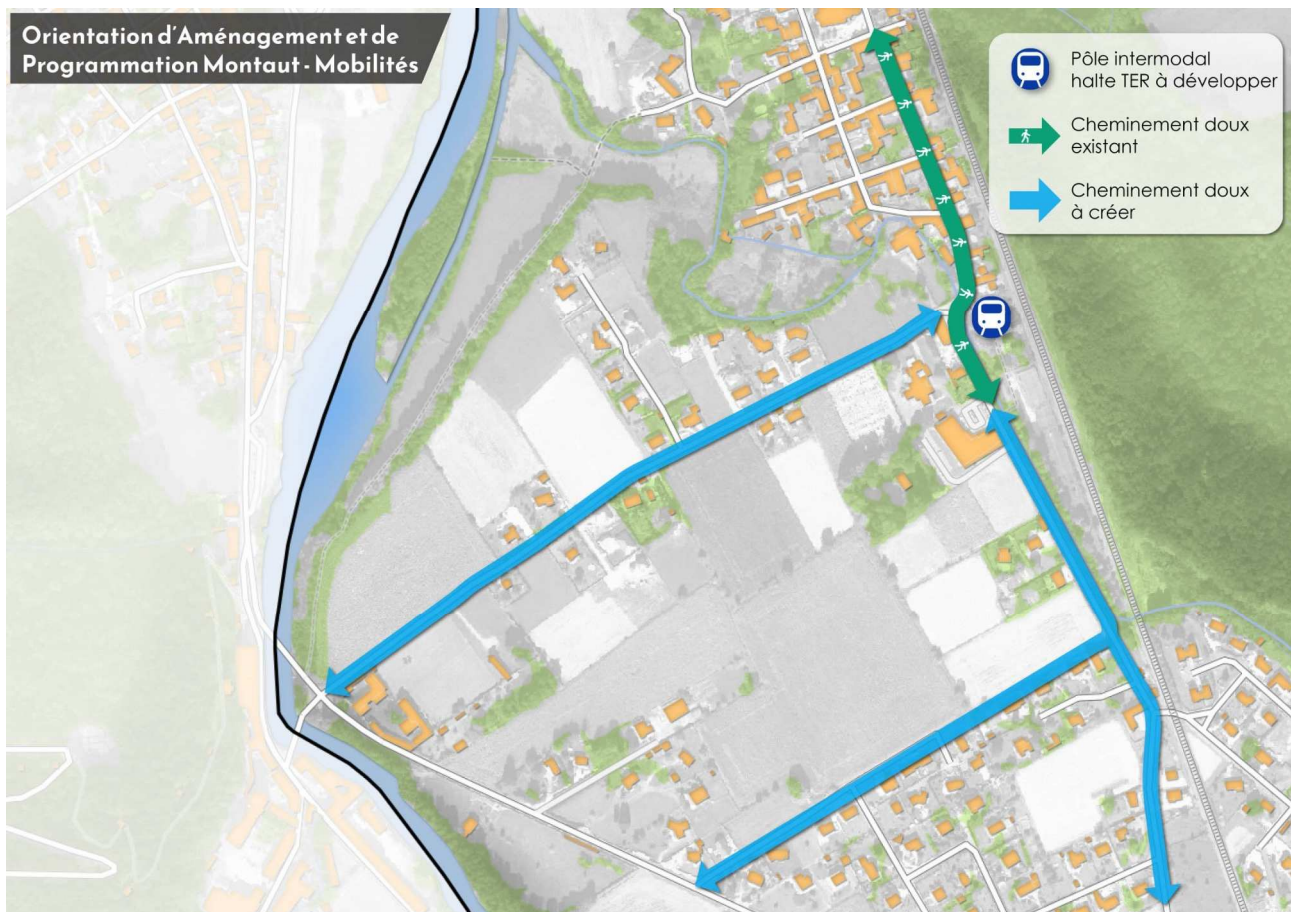 Orientation d'Aménagement et de
Programmation Montaut - Mobilités
Pôle intermodal
halte TER à développer
Cheminement doux
existant
Cheminement doux
à créer